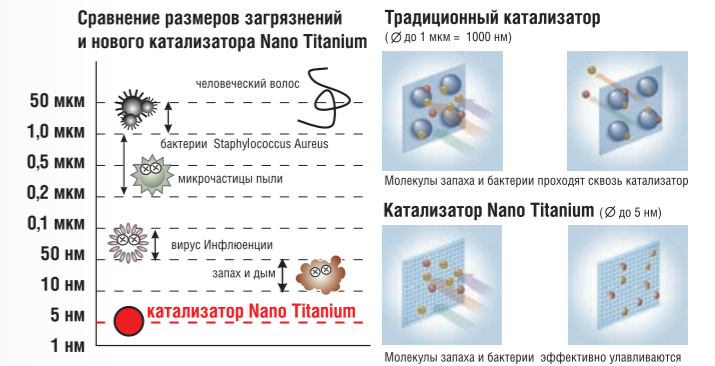 Сравнение размеров загрязнений
и нового катализатора Nano Titanium
человеческий волос
50 мкм
1,0 мкм
бактерии Staphylococcus Aureus
0,5 мкм
микрочастицы пыли
0,2 мкм
0,1 мкм
вирус Инфлюенции
50 нм
запах и дым
10 нм
5 нм
катализатор Nano Titanium
1 нм
Традиционный катализатор
(∅ до 1 мкм = 1000 нм)
Молекулы запаха и бактерии проходят сквозь катализатор
Катализатор Nano Titanium (∅ до 5 нм)
Молекулы запаха и бактерии эффективно улавливаются